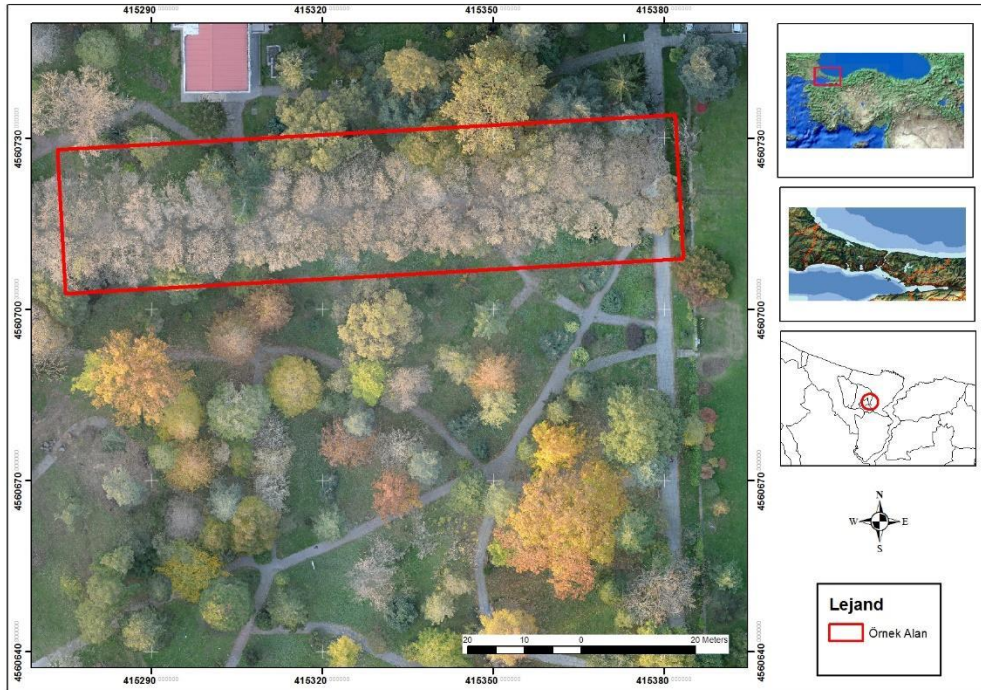 415290 415320 415350 415380
4560730 4560730
4560700 4560700
4560670 4560670
4560640 4560640
20 10 0 20 Meters
415290 415320 415350 415380
N
W E
S
Lejand
Örnek Alan